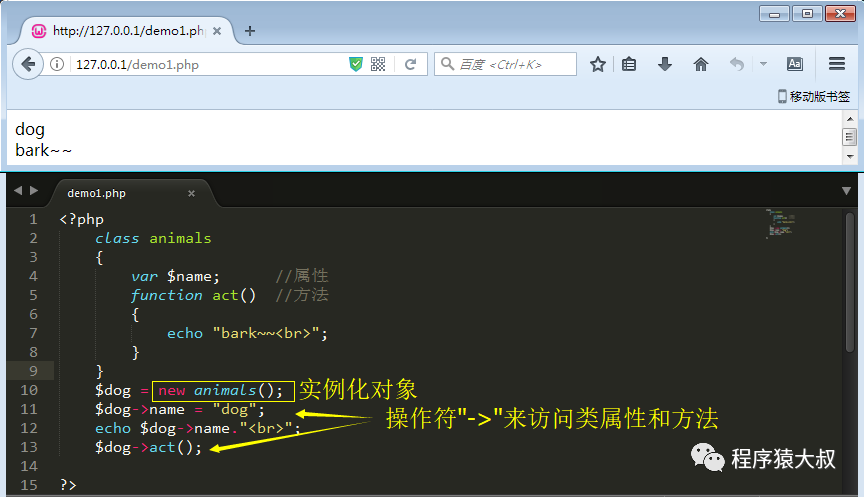 http://127.0.0.1/demo1.php
127.0.0.1/demo1.php
百度 <Ctrl+K>
移动版书签
dog
bark~~
demo1.php
1 <?php
2 class animals
3 {
4 var $name; //属性
5 function act() //方法
6 {
7 echo "bark~~<br>";
8 }
9 }
10 $dog = new animals(); 实例化对象
11 $dog->name = "dog";
操作符"->"来访问类属性和方法
12 echo $dog->name."<br>";
13 $dog->act();
14
程序猿大叔
15 ?>